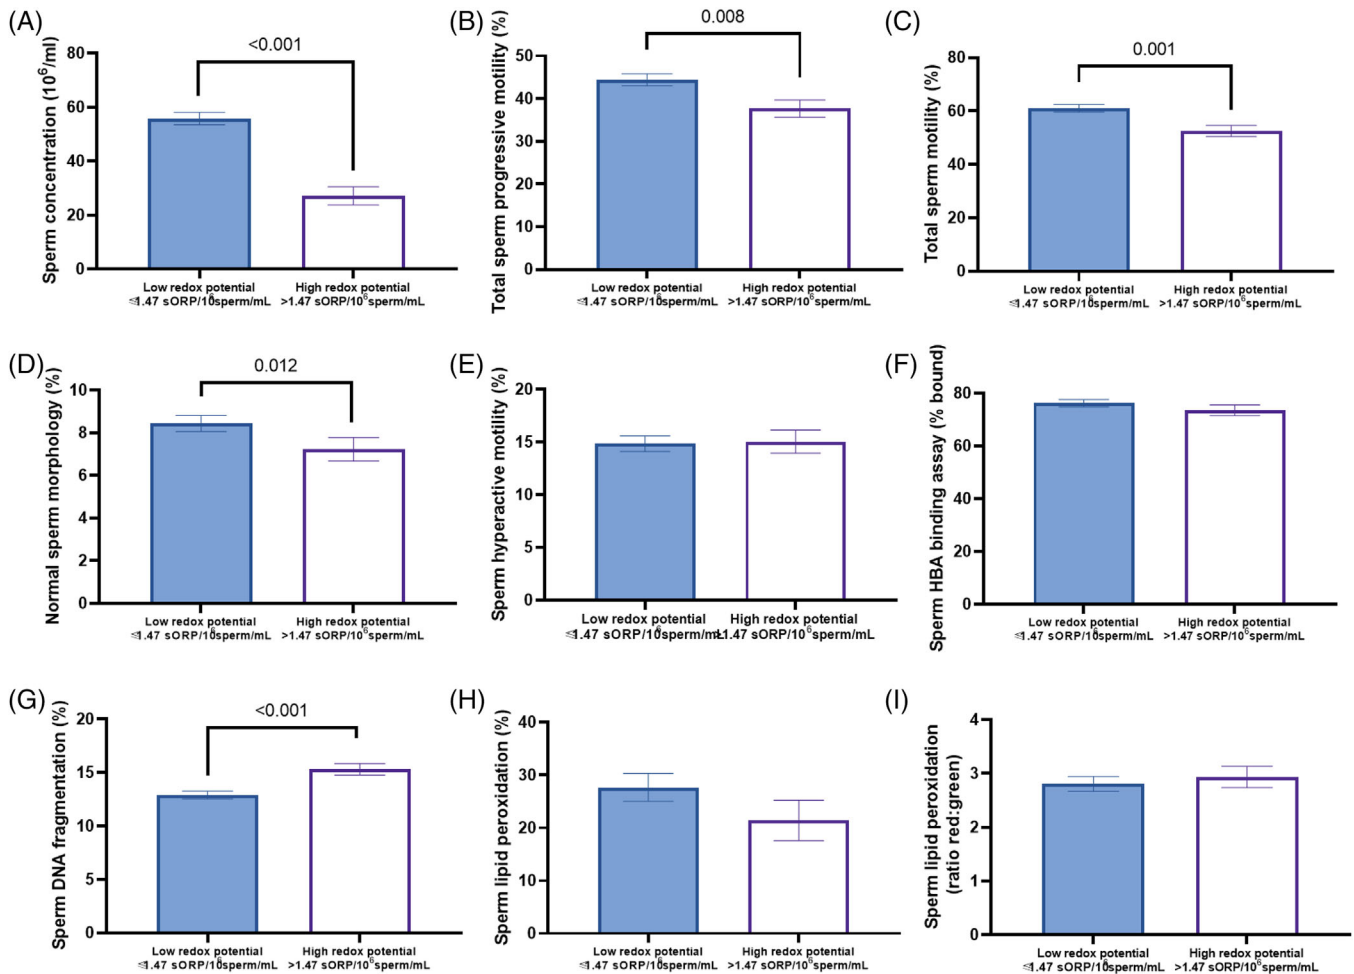 (A)
Sperm concentration (10⁶/ml)
80
60
40
20
0
<0.001
Low redox potential
≤1.47 sORP/10⁶sperm/mL
High redox potential
>1.47 sORP/10⁶sperm/mL
(B)
Total sperm progressive motility (%)
50
40
30
20
10
0
0.008
Low redox potential
≤1.47 sORP/10⁶sperm/mL
High redox potential
>1.47 sORP/10⁶sperm/mL
(C)
Total sperm motility (%)
80
60
40
20
0
0.001
Low redox potential
≤1.47 sORP/10⁶sperm/mL
High redox potential
>1.47 sORP/10⁶sperm/mL
(D)
Normal sperm morphology (%)
10
8
6
4
2
0
0.012
Low redox potential
≤1.47 sORP/10⁶sperm/mL
High redox potential
>1.47 sORP/10⁶sperm/mL
(E)
Sperm hyperactive motility (%)
20
15
10
5
0
Low redox potential
≤1.47 sORP/10⁶sperm/mL
High redox potential
>1.47 sORP/10⁶sperm/mL
(F)
Sperm HBA binding assay (% bound)
80
60
40
20
0
Low redox potential
≤1.47 sORP/10⁶sperm/mL
High redox potential
>1.47 sORP/10⁶sperm/mL
(G)
Sperm DNA fragmentation (%)
20
15
10
5
0
<0.001
Low redox potential
≤1.47 sORP/10⁶sperm/mL
High redox potential
>1.47 sORP/10⁶sperm/mL
(H)
Sperm lipid peroxidation (%)
40
30
20
10
0
Low redox potential
≤1.47 sORP/10⁶sperm/mL
High redox potential
>1.47 sORP/10⁶sperm/mL
(I)
Sperm lipid peroxidation
(ratio red:green)
4
3
2
1
0
Low redox potential
≤1.47 sORP/10⁶sperm/mL
High redox potential
>1.47 sORP/10⁶sperm/mL